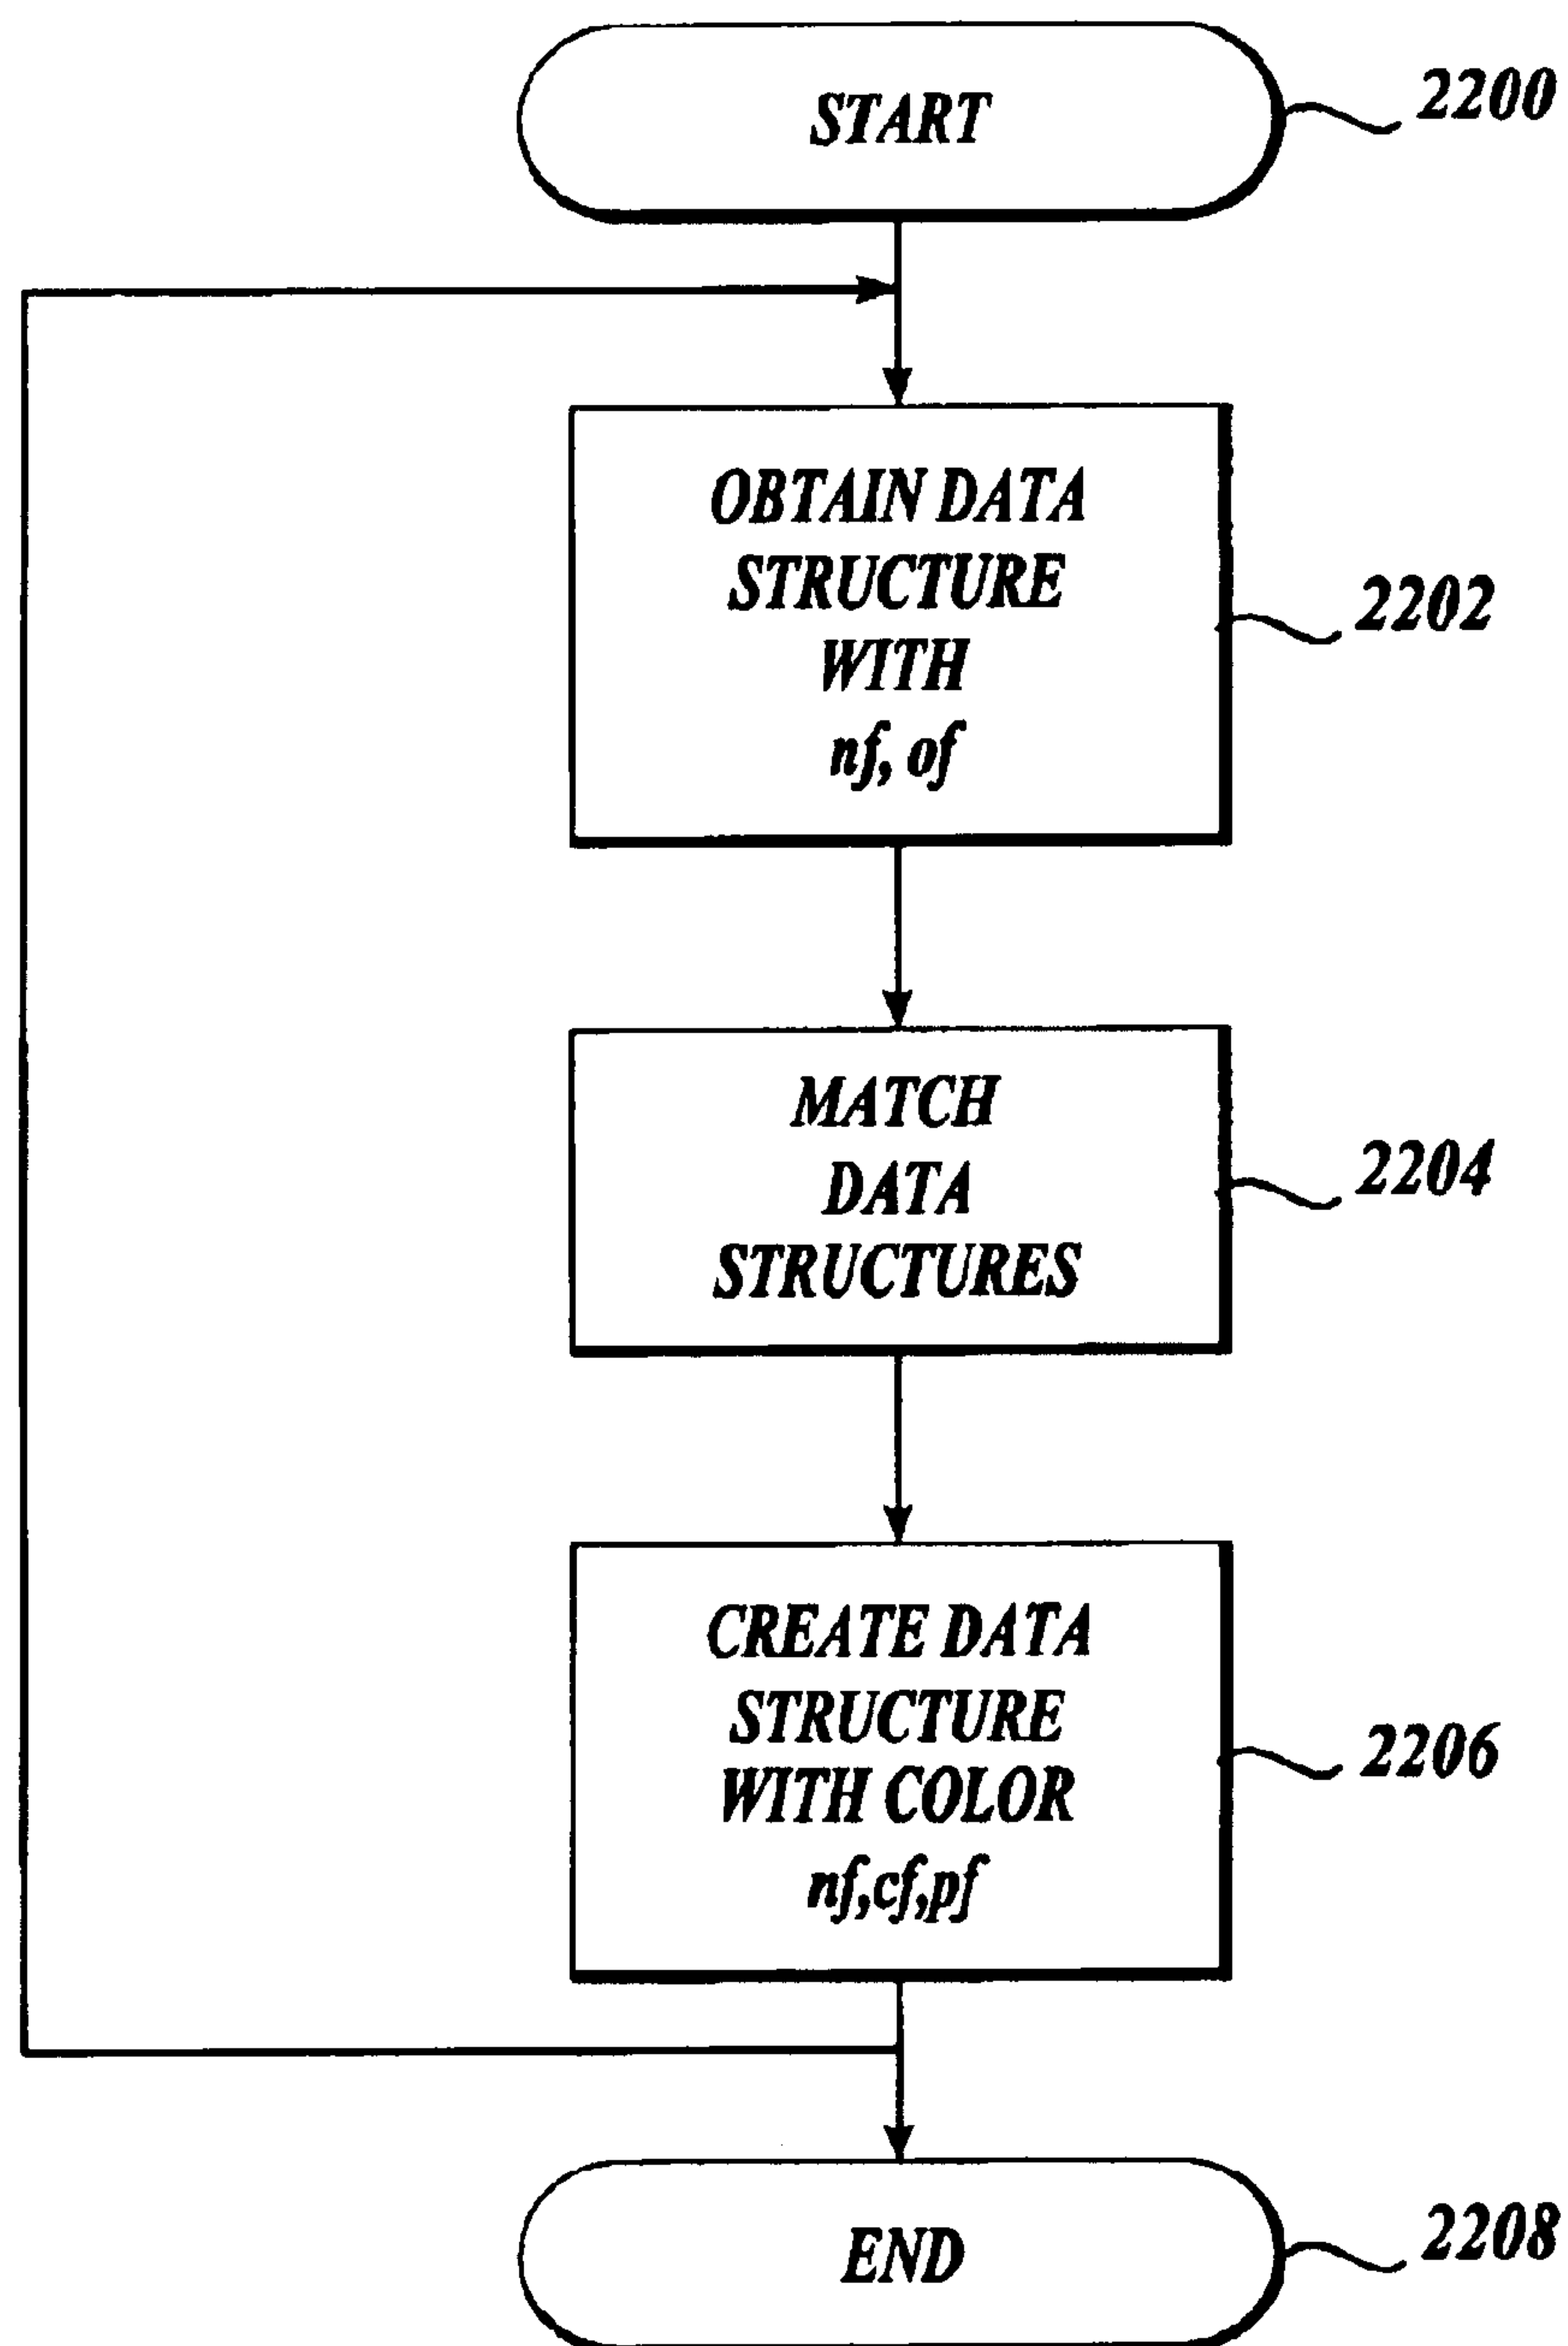 START
2200
OBTAIN DATA
STRUCTURE
WITH
nf, of
2202
MATCH
DATA
STRUCTURES
2204
CREATE DATA
STRUCTURE
WITH COLOR
nf,cf,pf
2206
END
2208